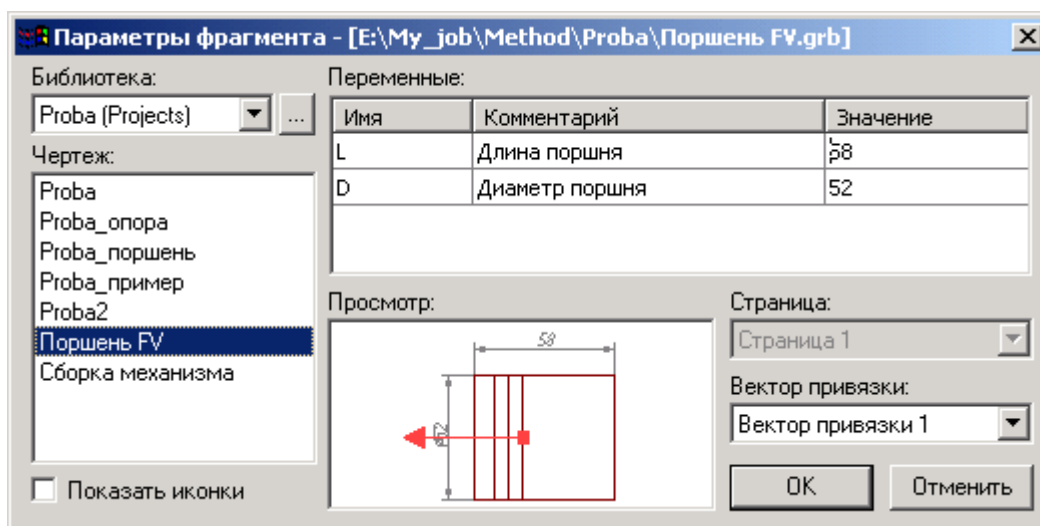 Параметры фрагмента - [E:\My_job\Method\Proba\Поршень FV.grb]
Библиотека:
Proba (Projects)
...
Чертеж:
Proba
Proba_опора
Proba_поршень
Proba_пример
Proba2
Поршень FV
Сборка механизма
Показать иконки
Переменные:
Имя Комментарий Значение
L Длина поршня 58
D Диаметр поршня 52
Просмотр:
58
Страница:
Страница 1
Вектор привязки:
Вектор привязки 1
OK Отменить